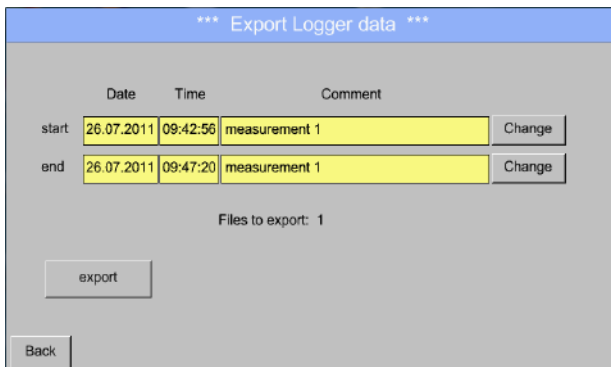 *** Export Logger data ***
Date Time Comment
start 26.07.2011 09:42:56 measurement 1 Change
end 26.07.2011 09:47:20 measurement 1 Change
Files to export: 1
export
Back